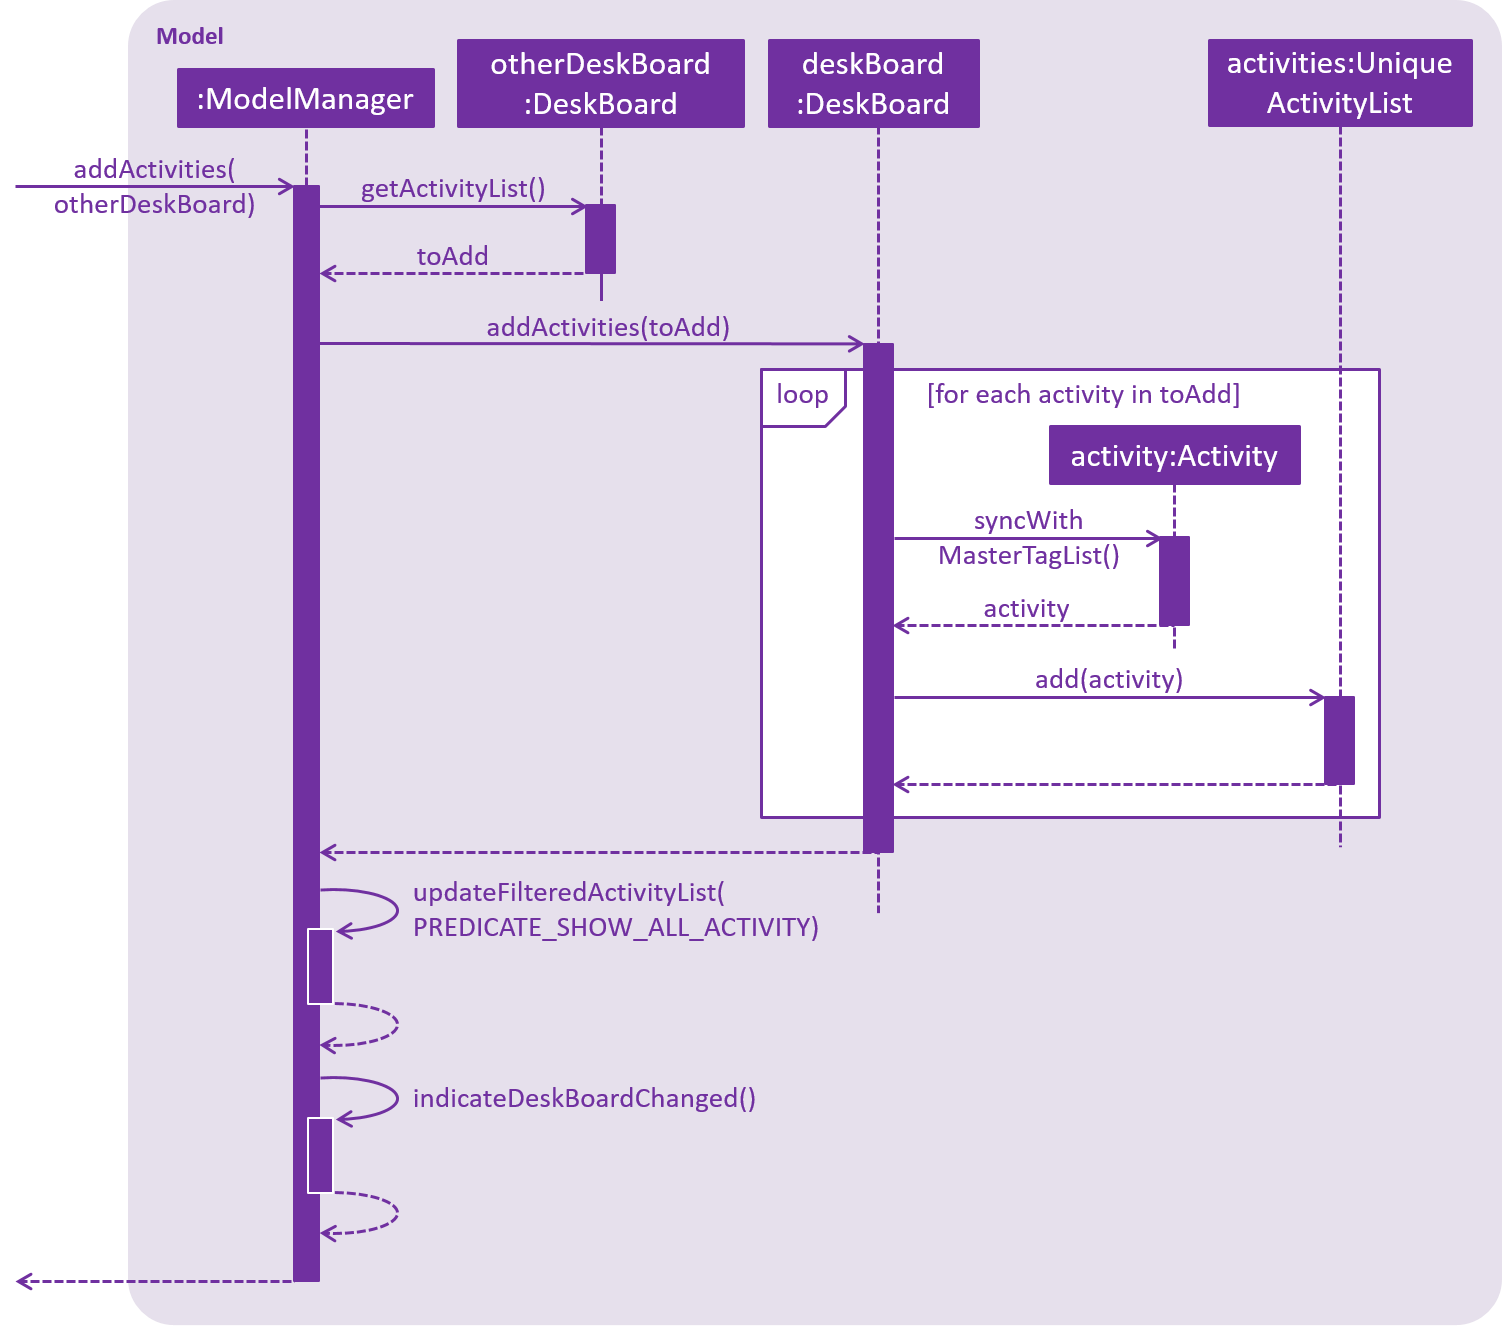 Model
:ModelManager
otherDeskBoard
:DeskBoard
deskBoard
:DeskBoard
activities:Unique
ActivityList
addActivities(
otherDeskBoard)
getActivityList()
toAdd
addActivities(toAdd)
loop
[for each activity in toAdd]
activity:Activity
syncWith
MasterTagList()
activity
add(activity)
updateFilteredActivityList(
PREDICATE_SHOW_ALL_ACTIVITY)
indicateDeskBoardChanged()